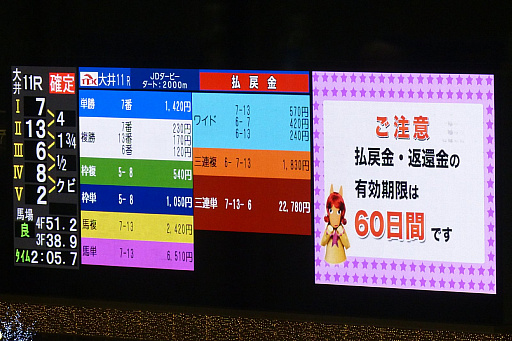 大井 11R 確定
I 7
II 13
III 6
IV 8
V 2
4
1 3/4
1/2
クビ
馬場 良
4F 51.2
3F 38.9
タイム 2:05.7
大井11R JDダービー
ダート:2000m
払戻金
単勝 7番 1,420円
複勝 7番 230円
13番 170円
6番 120円
枠複 5- 8 540円
枠単 5- 8 1,050円
馬複 7-13 2,420円
馬単 7-13 6,510円
ワイド 7-13 570円
6- 7 420円
6-13 240円
三連複 6- 7-13 1,830円
三連単 7-13- 6 22,780円
ご注意
払戻金・返還金の
有効期限は
60日間 です